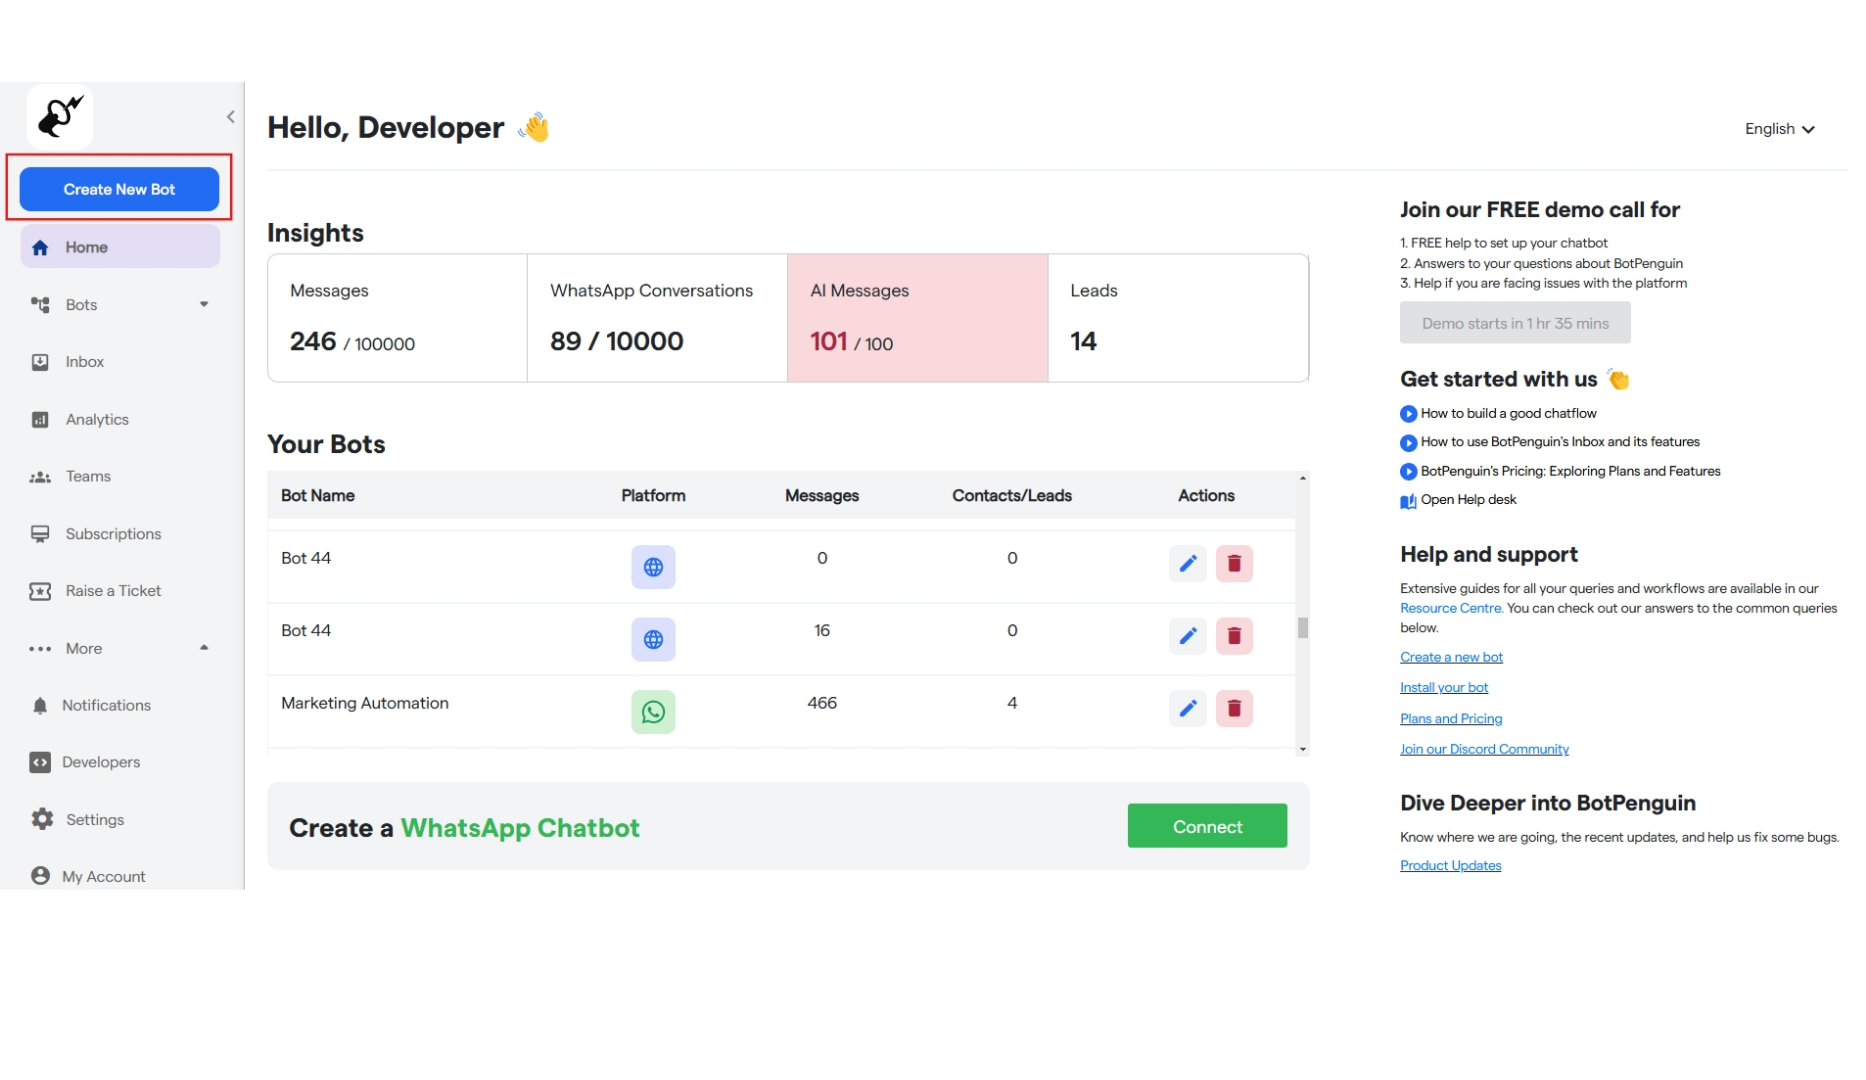 Create New Bot
Home
Bots
Inbox
Analytics
Teams
Subscriptions
Raise a Ticket
More
Notifications
Developers
Settings
My Account
Hello, Developer
English
Insights
Messages
246 / 100000
WhatsApp Conversations
89 / 10000
AI Messages
101 / 100
Leads
14
Your Bots
Bot Name Platform Messages Contacts/Leads Actions
Bot 44 0 0
Bot 44 16 0
Marketing Automation 466 4
Create a WhatsApp Chatbot
Connect
Join our FREE demo call for
1. FREE help to set up your chatbot
2. Answers to your questions about BotPenguin
3. Help if you are facing issues with the platform
Demo starts in 1 hr 35 mins
Get started with us
How to build a good chatflow
How to use BotPenguin's Inbox and its features
BotPenguin's Pricing: Exploring Plans and Features
Open Help desk
Help and support
Extensive guides for all your queries and workflows are available in our
Resource Centre. You can check out our answers to the common queries
below.
Create a new bot
Install your bot
Plans and Pricing
Join our Discord Community
Dive Deeper into BotPenguin
Know where we are going, the recent updates, and help us fix some bugs.
Product Updates